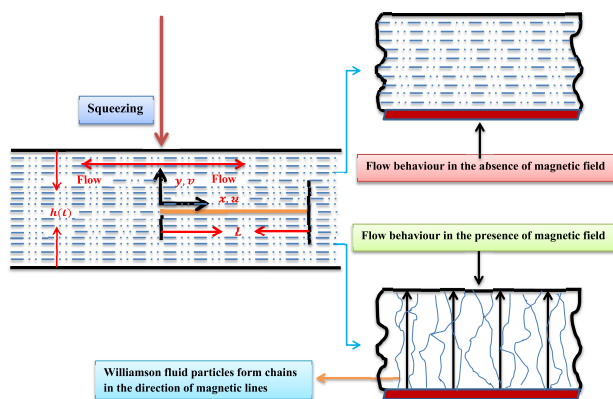 Squeezing
Flow
Flow
y, v
x, u
h(t)
L
Flow behaviour in the absence of magnetic field
Flow behaviour in the presence of magnetic field
Williamson fluid particles form chains
in the direction of magnetic lines